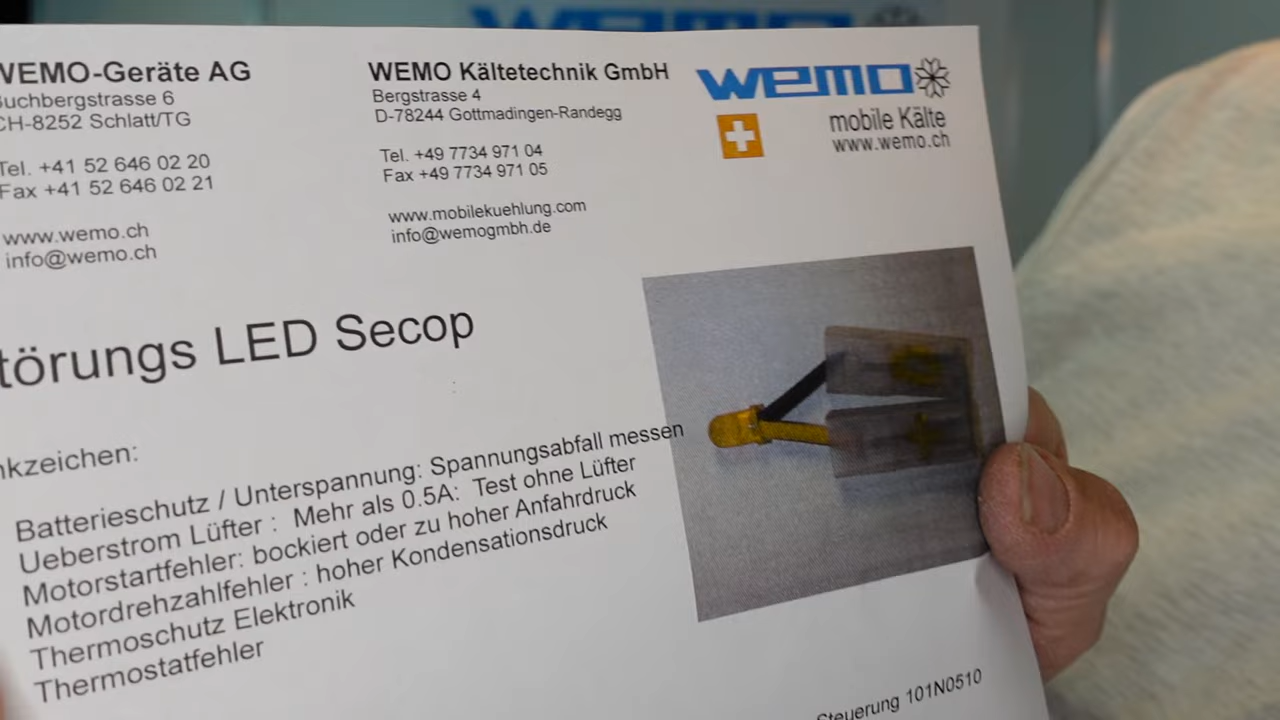 WEMO-Geräte AG
Buchbergstrasse 6
CH-8252 Schlatt/TG
Tel. +41 52 646 02 20
Fax +41 52 646 02 21
www.wemo.ch
info@wemo.ch
WEMO Kältetechnik GmbH
Bergstrasse 4
D-78244 Gottmadingen-Randegg
Tel. +49 7734 971 04
Fax +49 7734 971 05
www.mobilekuehlung.com
info@wemogmbh.de
wemo
mobile Kälte
www.wemo.ch
törungs LED Secop
nkzeichen:
Batterieschutz / Unterspannung: Spannungsabfall messen
Ueberstrom Lüfter : Mehr als 0.5A: Test ohne Lüfter
Motorstartfehler: bockiert oder zu hoher Anfahrdruck
Motordrehzahlfehler : hoher Kondensationsdruck
Thermoschutz Elektronik
Thermostatfehler
Steuerung 101N0510